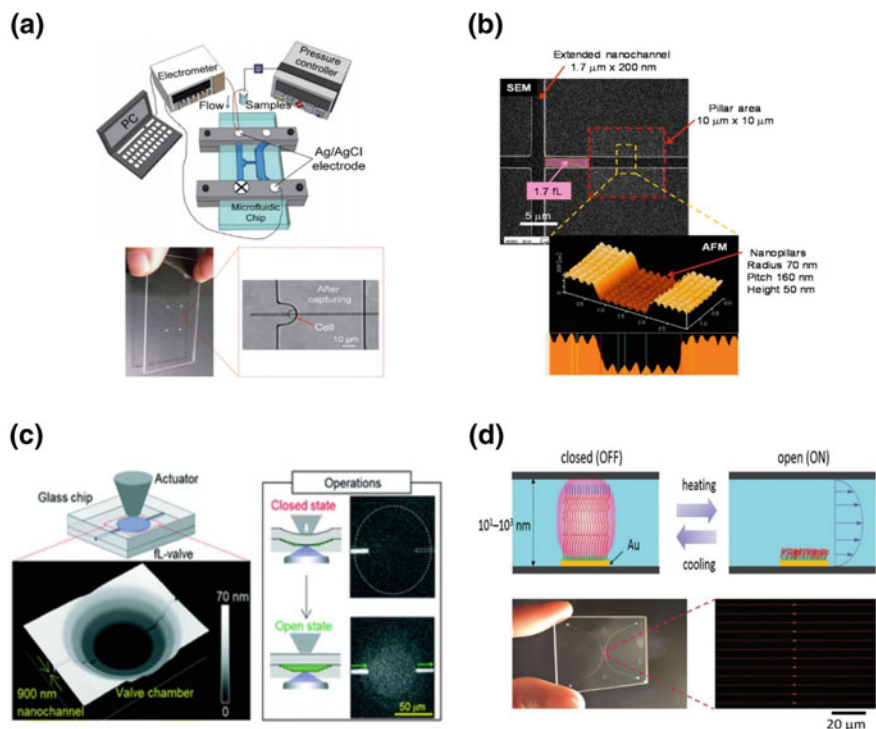 (a)
Electrometer
Pressure
controller
Flow
Samples
PC
Ag/AgCl
electrode
Microfluidic
Chip
After
capturing
Cell
10 μm
(b)
Extended nanochannel
1.7 μm x 200 nm
SEM
Pillar area
10 μm x 10 μm
1.7 fL
5 μm
AFM
Nanopillars
Radius 70 nm
Pitch 160 nm
Height 50 nm
(c)
Actuator
Glass chip
fL-valve
70 nm
0
900 nm
nanochannel
Valve chamber
Operations
Closed state
Open state
50 μm
(d)
closed (OFF)
open (ON)
heating
cooling
10¹–10³ nm
Au
20 μm